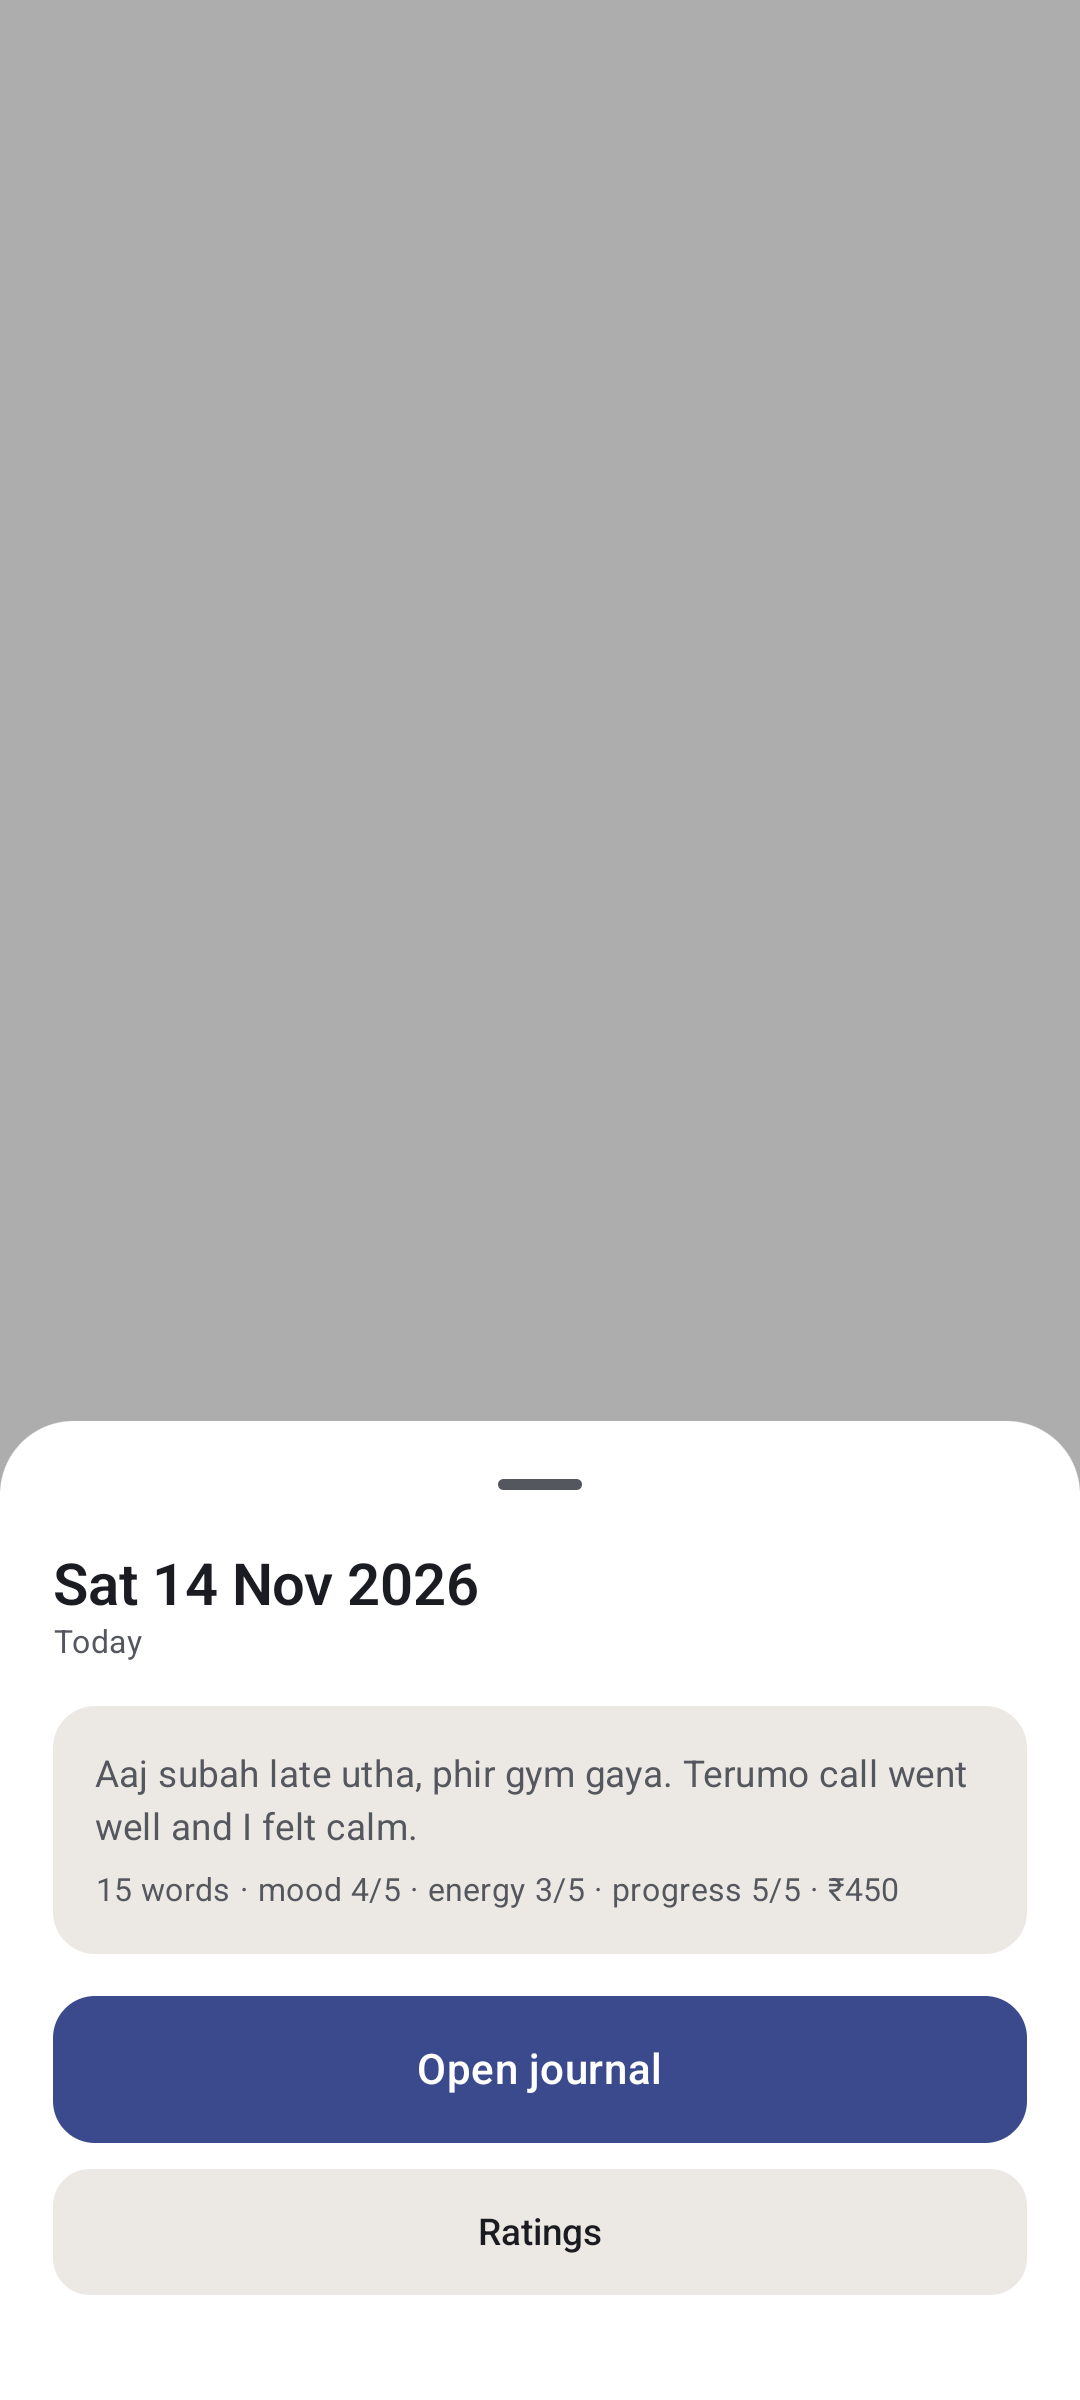 Sat 14 Nov 2026
Today
Aaj subah late utha, phir gym gaya. Terumo call went
well and I felt calm.
15 words · mood 4/5 · energy 3/5 · progress 5/5 · ₹450
Open journal
Ratings